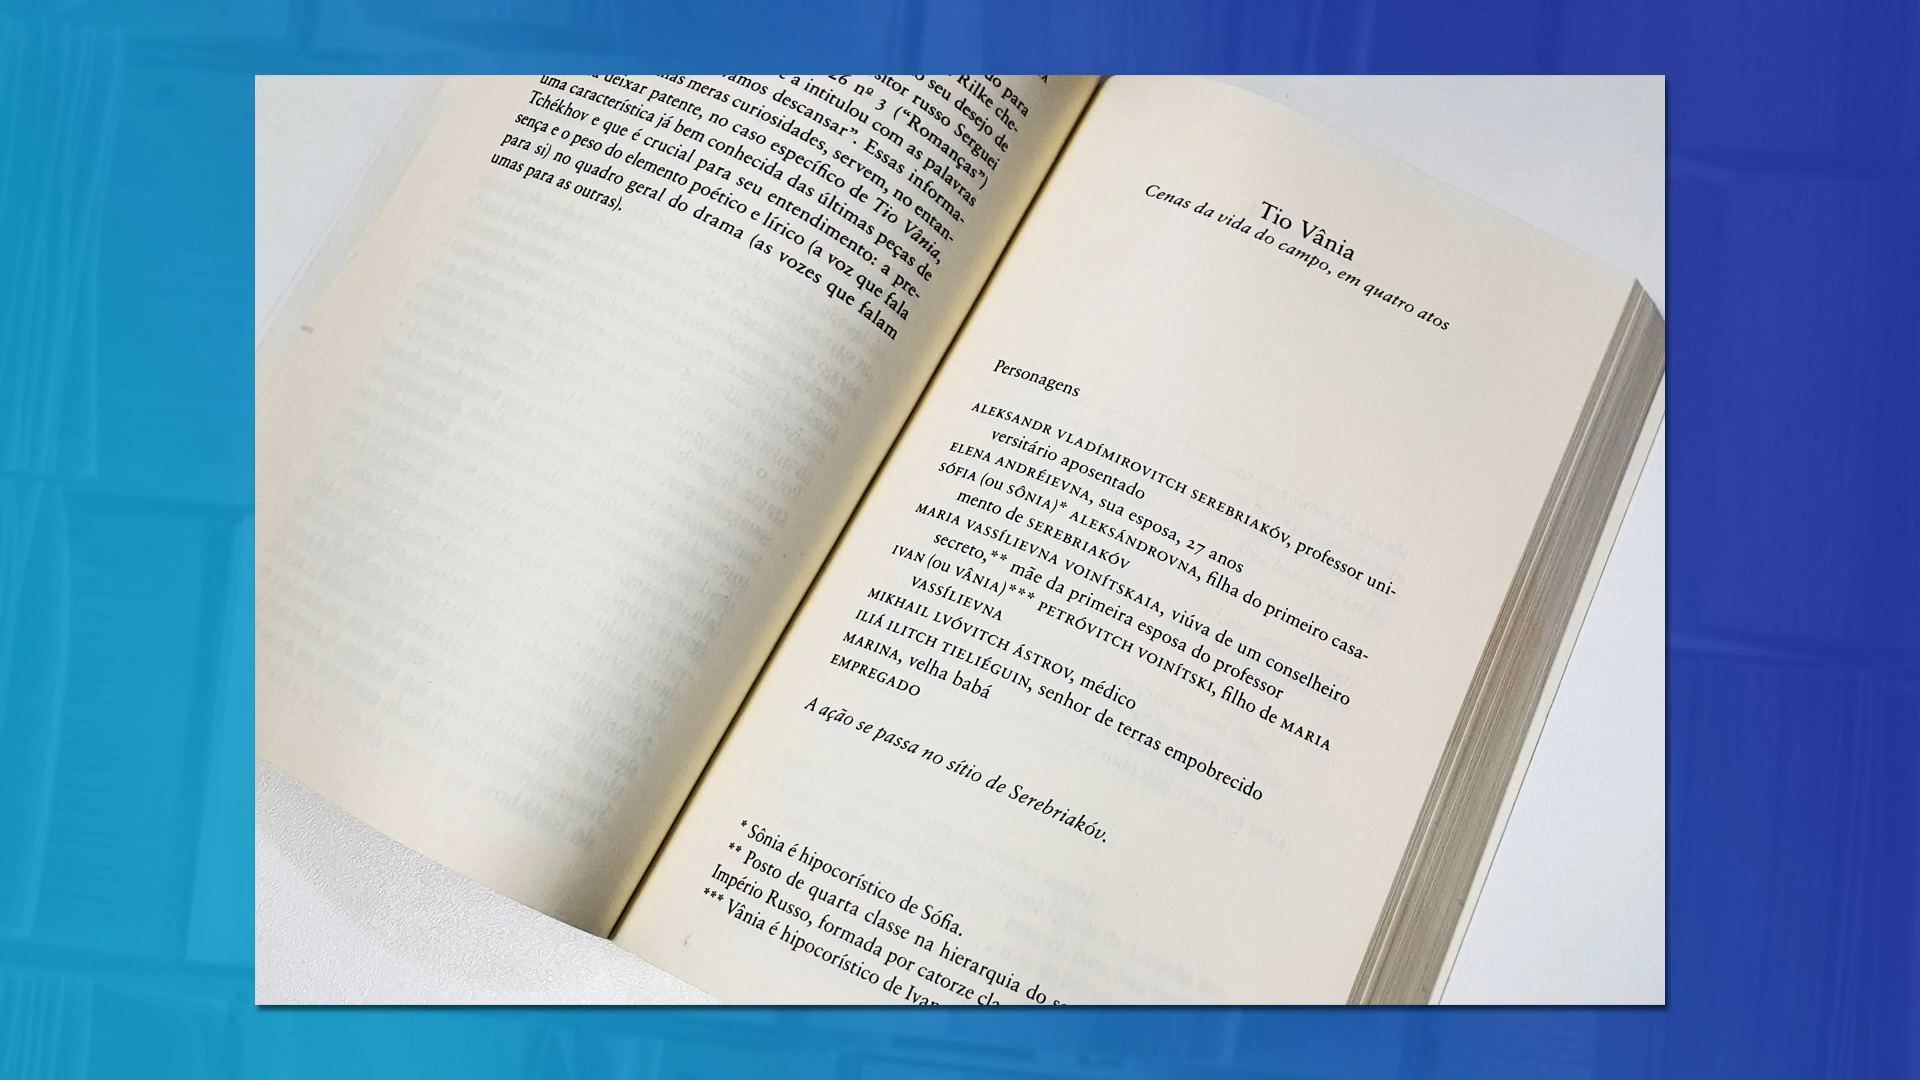 do para
Rilke che-
o seu desejo de
sitor russo Serguei
26 nº 3 ("Romanças")
e a intitulou com as palavras
vamos descansar". Essas informa-
mas meras curiosidades, servem, no entan-
deixar patente, no caso específico de Tio Vânia,
uma característica já bem conhecida das últimas peças de
Tchékhov e que é crucial para seu entendimento: a pre-
sença e o peso do elemento poético e lírico (a voz que fala
para si) no quadro geral do drama (as vozes que falam
umas para as outras).
Tio Vânia
Cenas da vida do campo, em quatro atos
Personagens
ALEKSANDR VLADÍMIROVITCH SEREBRIAKÓV, professor uni-
versitário aposentado
ELENA ANDRÉIEVNA, sua esposa, 27 anos
SÓFIA (ou SÔNIA)* ALEKSÁNDROVNA, filha do primeiro casa-
mento de SEREBRIAKÓV
MARIA VASSÍLIEVNA VOINÍTSKAIA, viúva de um conselheiro
secreto,** mãe da primeira esposa do professor
IVAN (ou VÂNIA)*** PETRÓVITCH VOINÍTSKI, filho de MARIA
VASSÍLIEVNA
MIKHAIL LVÓVITCH ÁSTROV, médico
ILIÁ ILITCH TIELIÉGUIN, senhor de terras empobrecido
MARINA, velha babá
EMPREGADO
A ação se passa no sítio de Serebriakóv.
* Sônia é hipocorístico de Sófia.
** Posto de quarta classe na hierarquia do
Império Russo, formada por catorze
*** Vânia é hipocorístico de Ivan